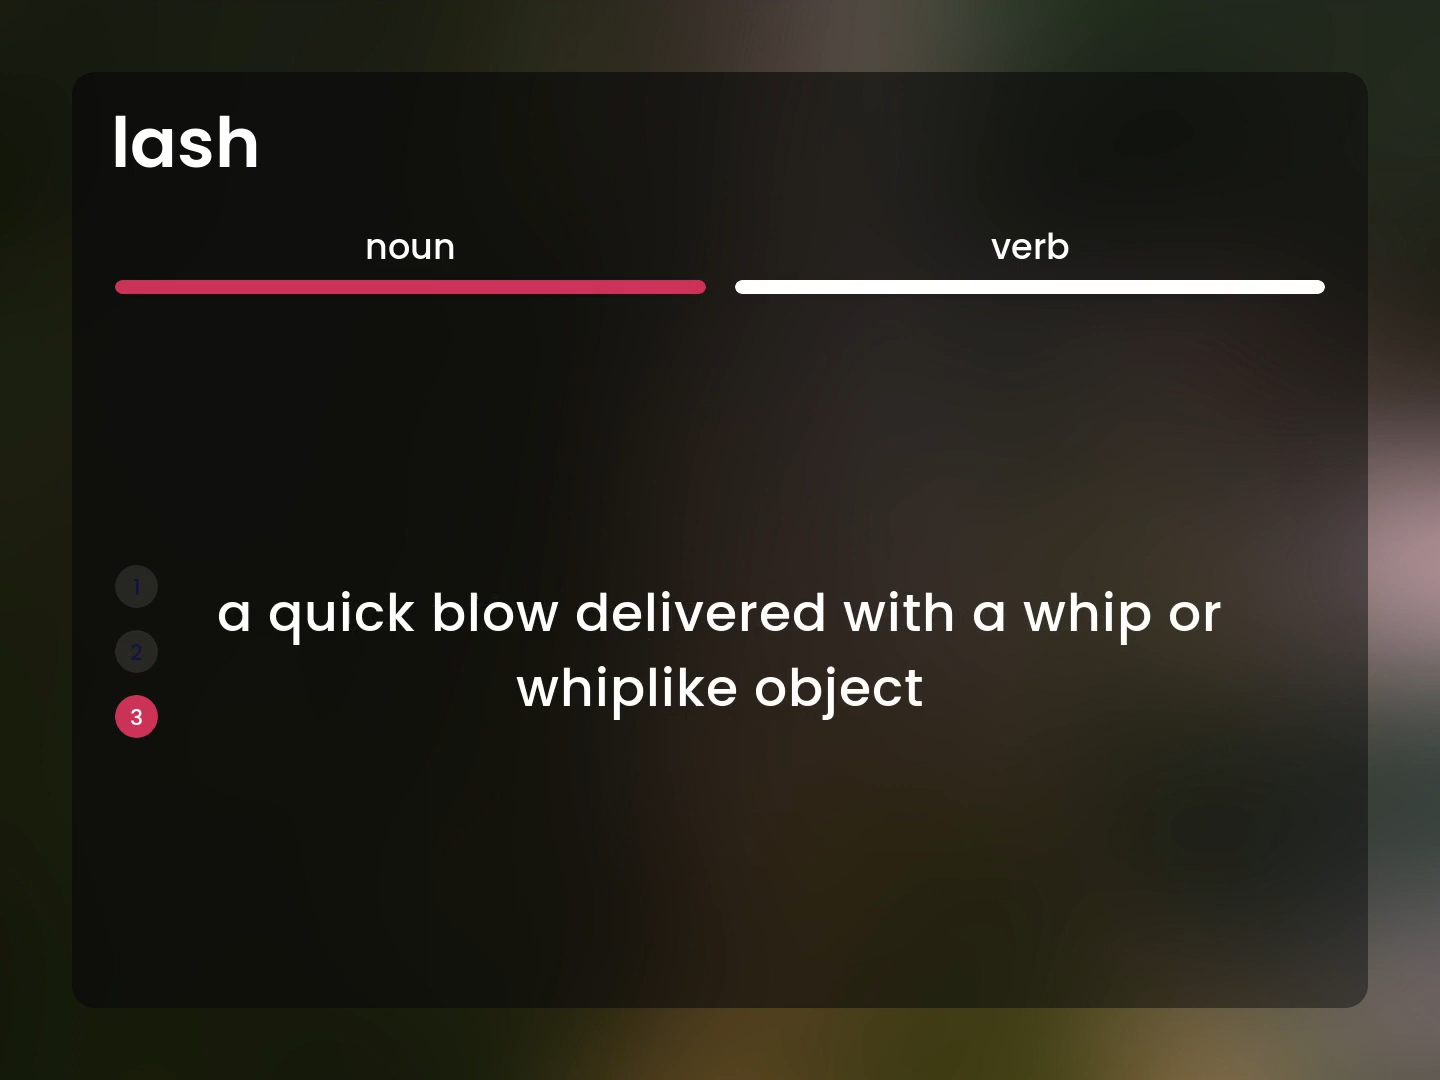 lash
noun
verb
1
2
3
a quick blow delivered with a whip or
whiplike object